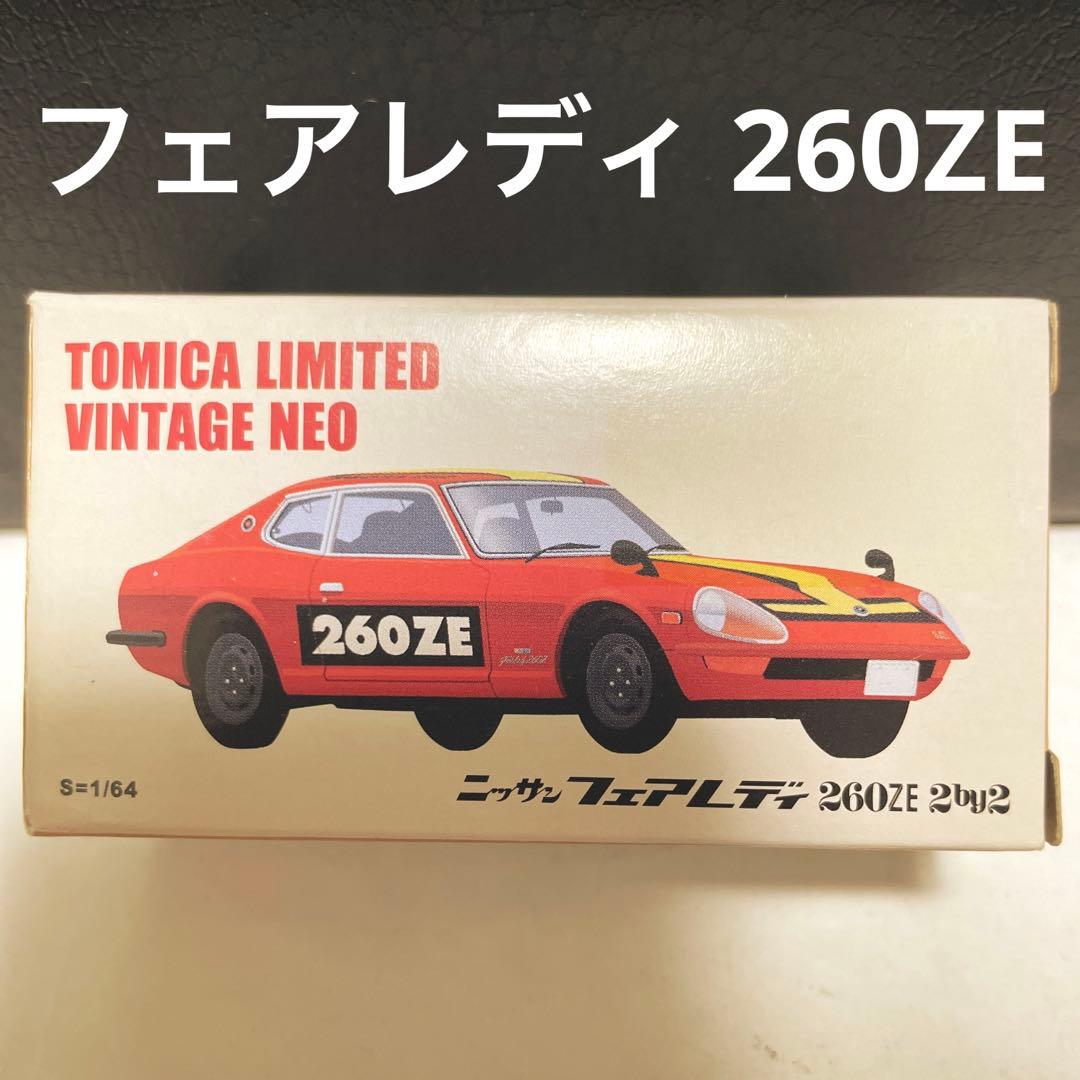 フェアレディ 260ZE
TOMICA LIMITED
VINTAGE NEO
260ZE
S=1/64
ニッサン フェアレディ 260ZE 2by2